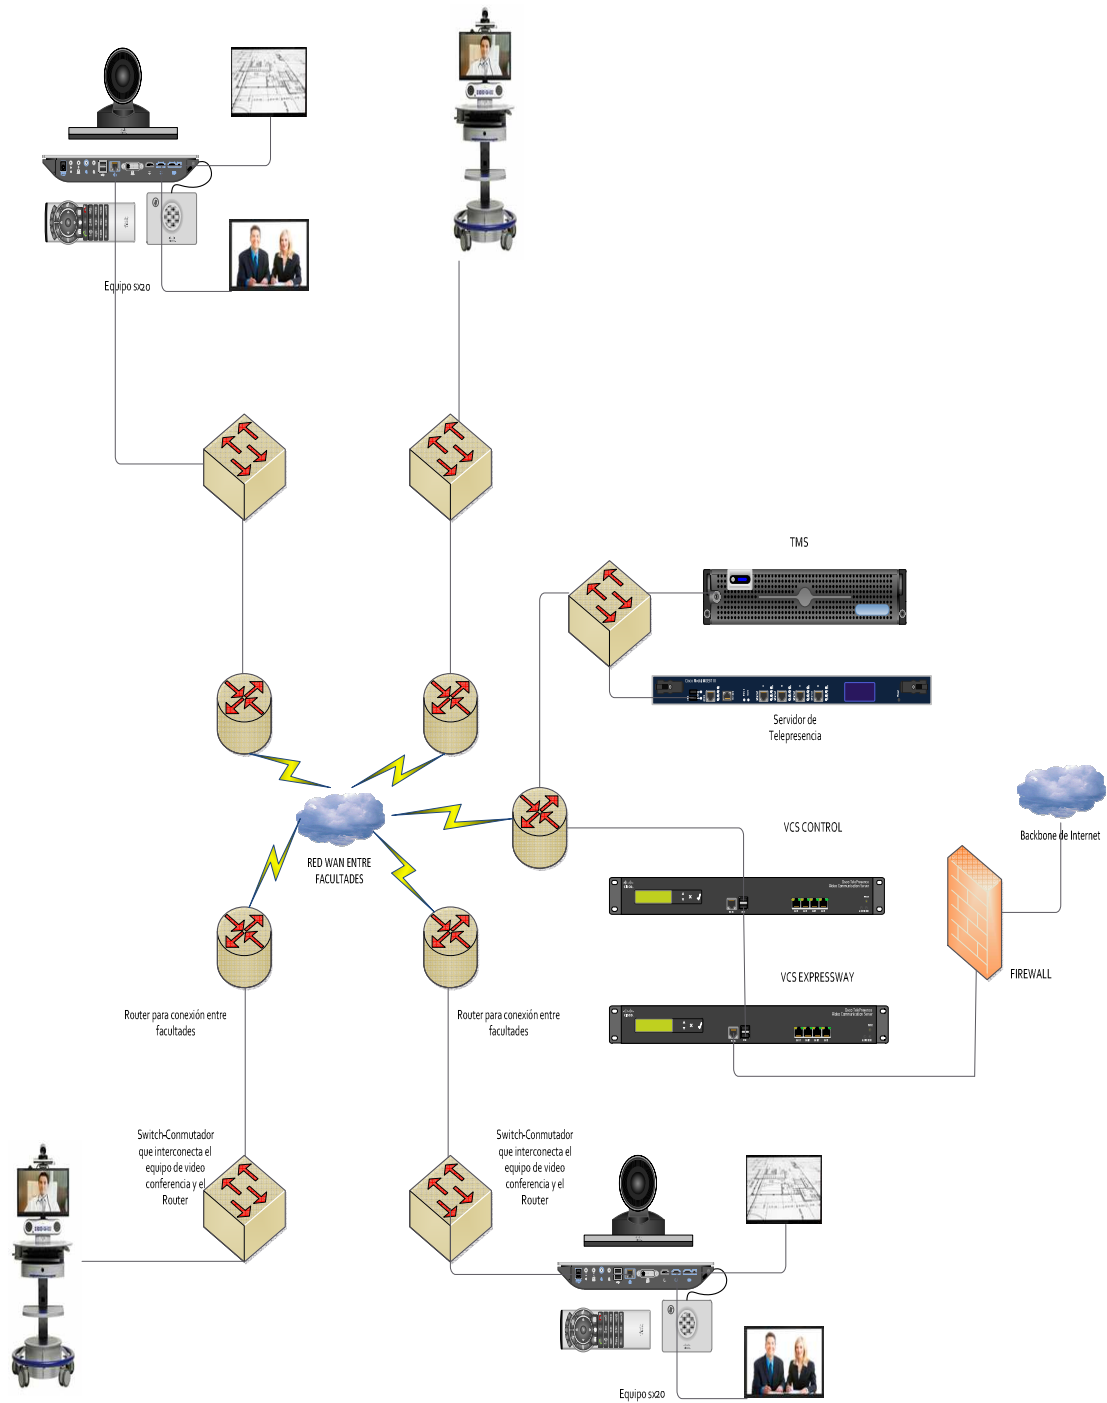 Equipo sx20
TMS
Servidor de
Telepresencia
VCS CONTROL
Backbone de Internet
RED WAN ENTRE
FACULTADES
VCS EXPRESSWAY
FIREWALL
Router para conexión entre
facultades
Router para conexión entre
facultades
Switch-Conmutador
que interconecta el
equipo de video
conferencia y el
Router
Switch-Conmutador
que interconecta el
equipo de video
conferencia y el
Router
Equipo sx20